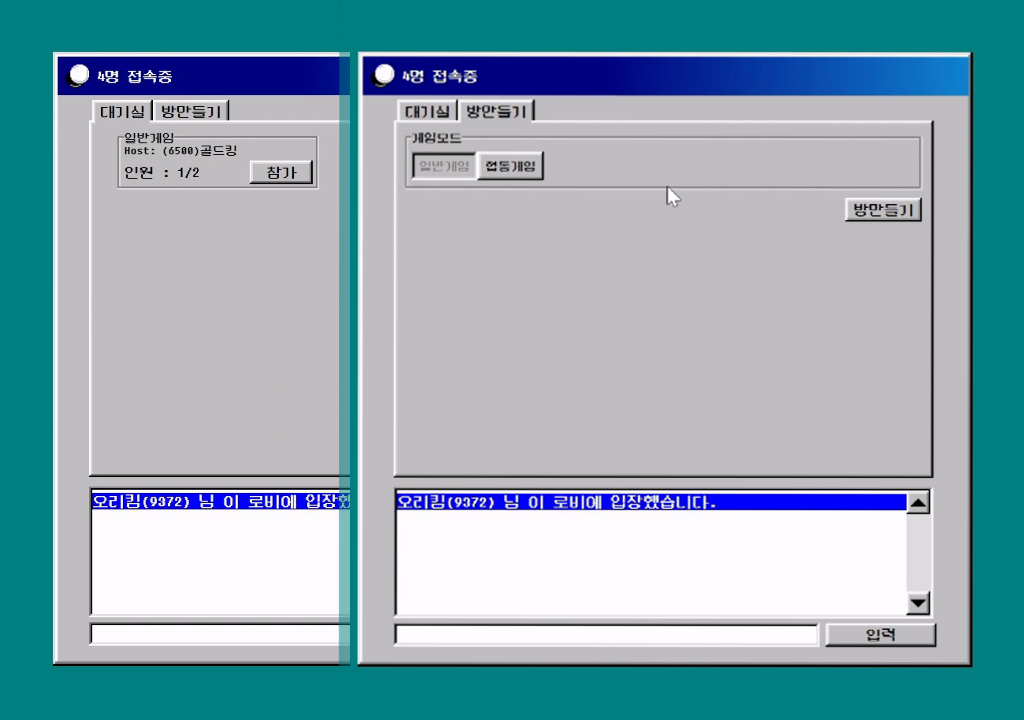 4명 접속중
대기실 방만들기
일반게임
Host: (6500)골드킹
인원 : 1/2 참가
오리킴(9372) 님 이 로비에 입장했
4명 접속중
대기실 방만들기
게임모드
일반게임 협동게임
방만들기
오리킴(9372) 님 이 로비에 입장했습니다.
입력